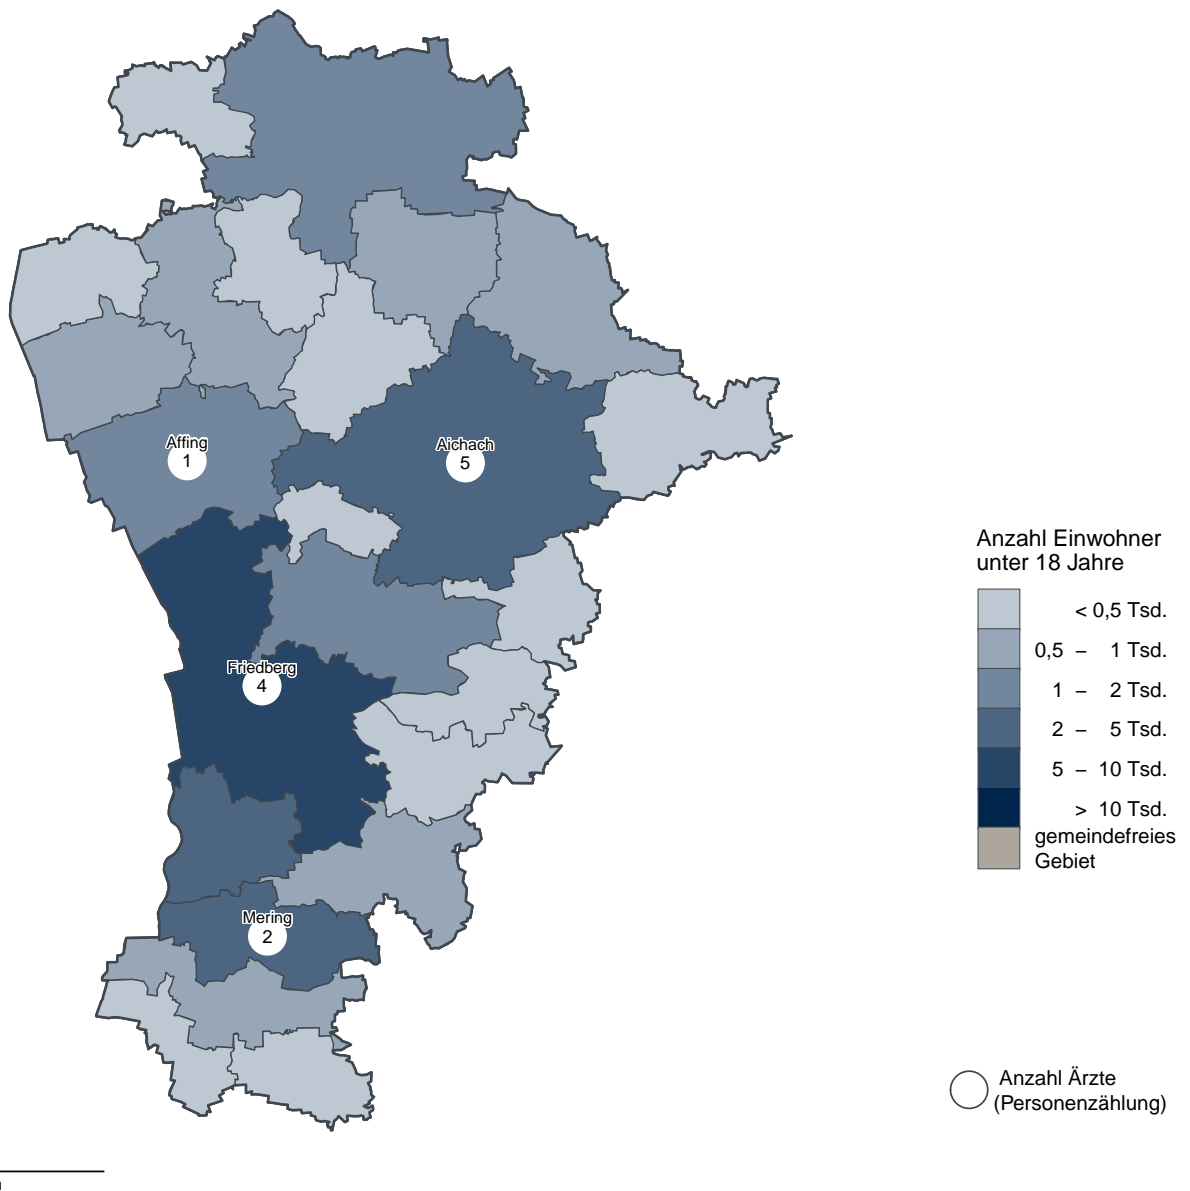 Affing
1
Aichach
5
Friedberg
4
Mering
2
Anzahl Einwohner
unter 18 Jahre
< 0,5 Tsd.
0,5 – 1 Tsd.
1 – 2 Tsd.
2 – 5 Tsd.
5 – 10 Tsd.
> 10 Tsd.
gemeindefreies
Gebiet
Anzahl Ärzte
(Personenzählung)